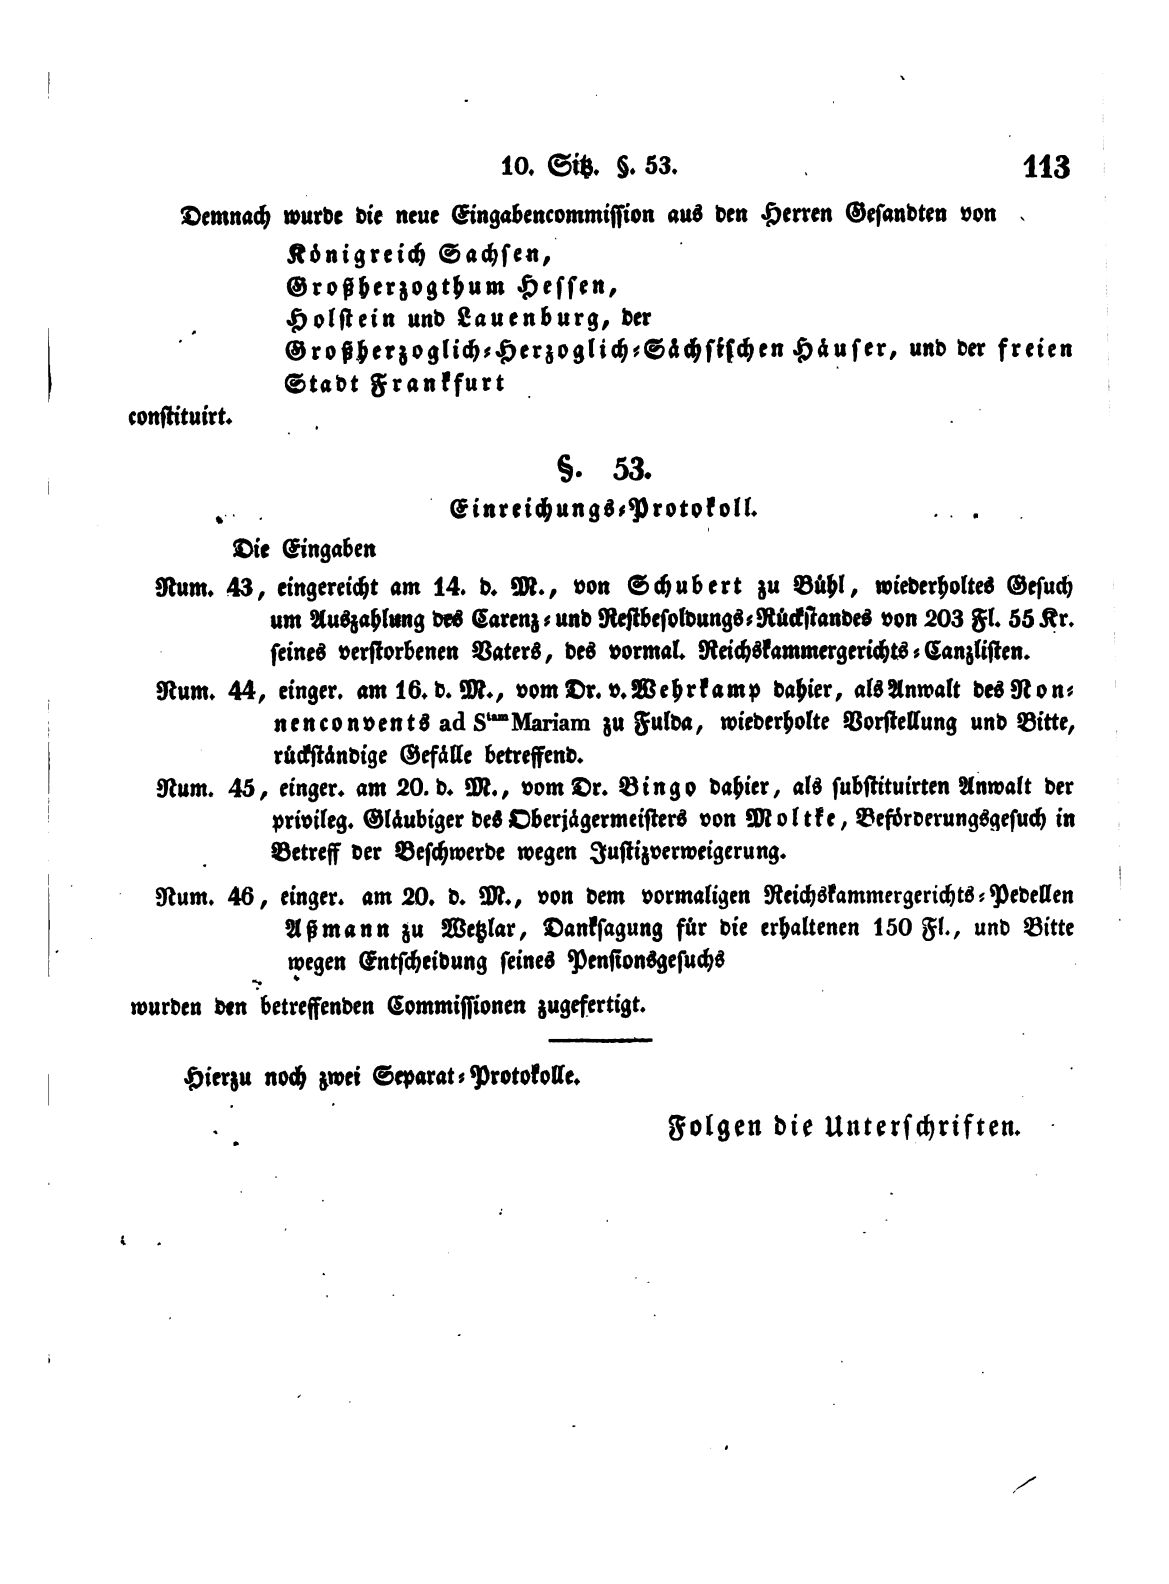 10. Sitz. §. 53. 113
Demnach wurde die neue Eingabencommission aus den Herren Gesandten von
Königreich Sachsen,
Großherzogthum Hessen,
Holstein und Lauenburg, der
Großherzoglich-Herzoglich-Sächsischen Häuser, und der freien
Stadt Frankfurt
constituirt.
§. 53.
Einreichungs-Protokoll.
Die Eingaben
Num. 43, eingereicht am 14. d. M., von Schubert zu Bühl, wiederholtes Gesuch
um Auszahlung des Carenz- und Restbesoldungs-Rückstandes von 203 Fl. 55 Kr.
seines verstorbenen Vaters, des vormal. Reichskammergerichts-Canzlisten.
Num. 44, einger. am 16. d. M., vom Dr. v. Wehrkamp dahier, als Anwalt des Non-
nenconvents ad Stam Mariam zu Fulda, wiederholte Vorstellung und Bitte,
rückständige Gefälle betreffend.
Num. 45, einger. am 20. d. M., vom Dr. Bingo dahier, als substituirten Anwalt der
privileg. Gläubiger des Oberjägermeisters von Moltke, Beförderungsgesuch in
Betreff der Beschwerde wegen Justizverweigerung.
Num. 46, einger. am 20. d. M., von dem vormaligen Reichskammergerichts-Pedellen
Aßmann zu Wetzlar, Danksagung für die erhaltenen 150 Fl., und Bitte
wegen Entscheidung seines Pensionsgesuchs
wurden den betreffenden Commissionen zugefertigt.
Hierzu noch zwei Separat-Protokolle.
Folgen die Unterschriften.